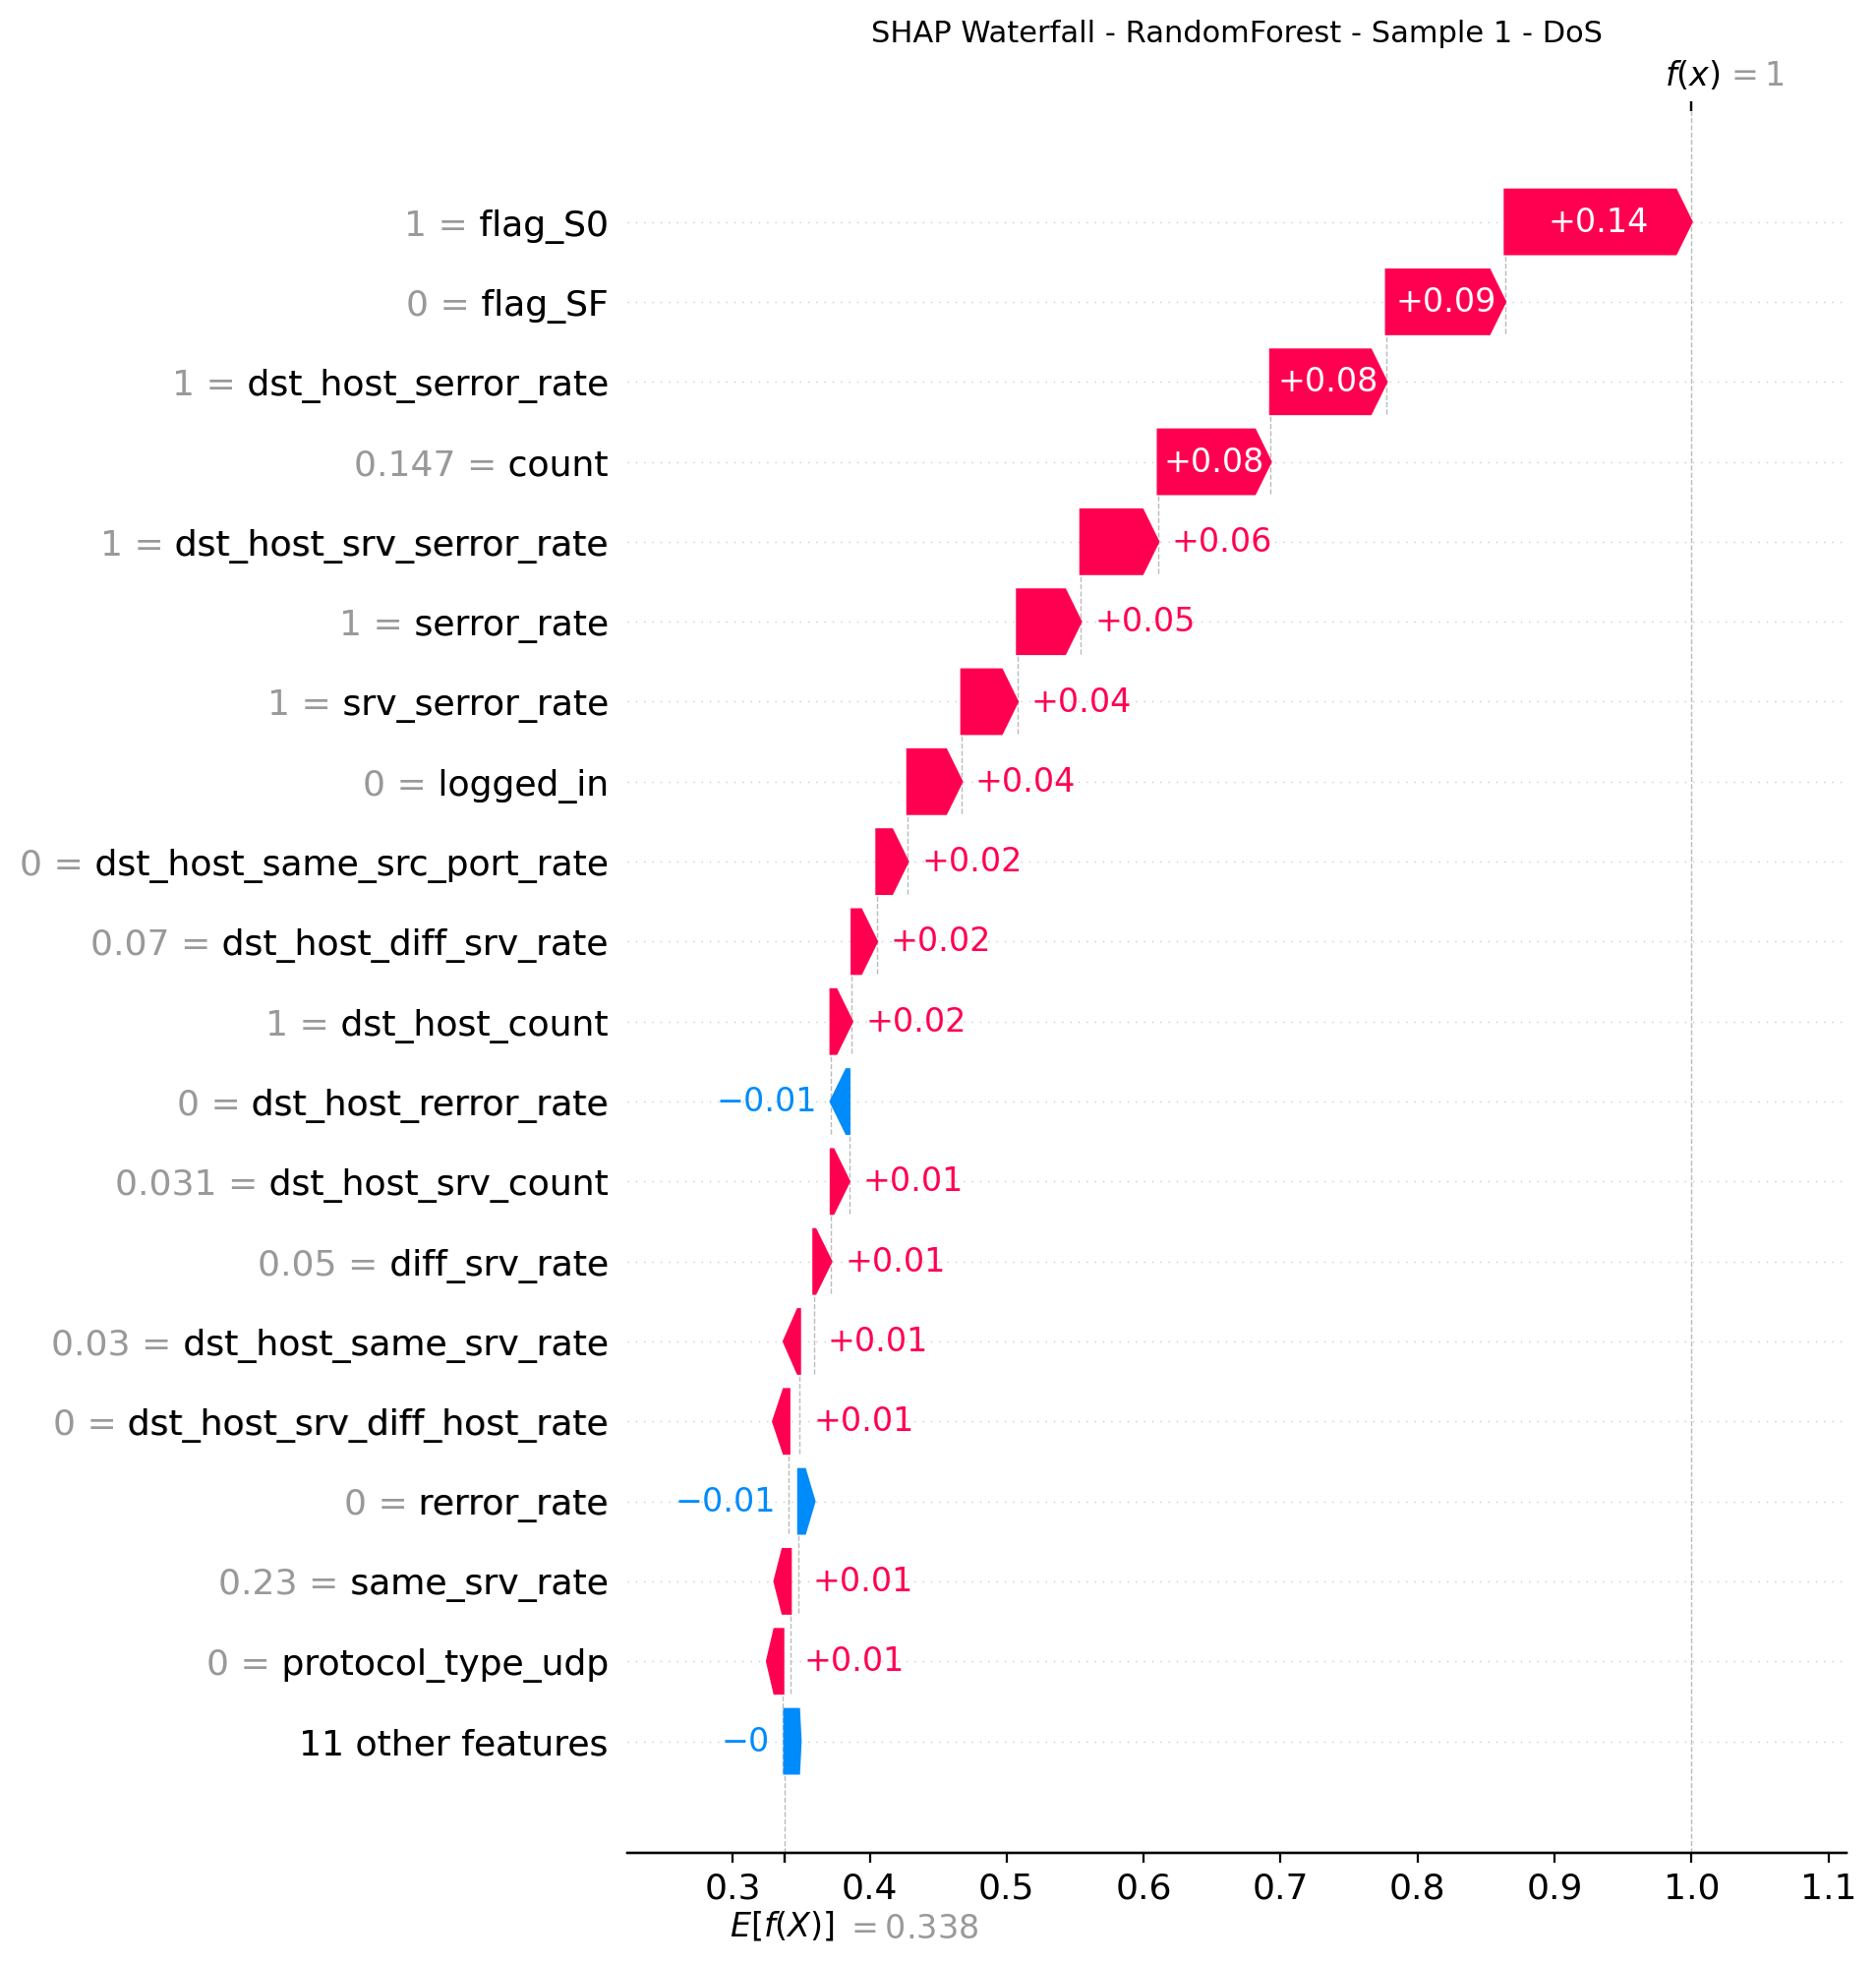 SHAP Waterfall - RandomForest - Sample 1 - DoS
f(x) = 1
1 = flag_S0 +0.14
0 = flag_SF +0.09
1 = dst_host_serror_rate +0.08
0.147 = count +0.08
1 = dst_host_srv_serror_rate +0.06
1 = serror_rate +0.05
1 = srv_serror_rate +0.04
0 = logged_in +0.04
0 = dst_host_same_src_port_rate +0.02
0.07 = dst_host_diff_srv_rate +0.02
1 = dst_host_count +0.02
0 = dst_host_rerror_rate −0.01
0.031 = dst_host_srv_count +0.01
0.05 = diff_srv_rate +0.01
0.03 = dst_host_same_srv_rate +0.01
0 = dst_host_srv_diff_host_rate +0.01
0 = rerror_rate −0.01
0.23 = same_srv_rate +0.01
0 = protocol_type_udp +0.01
11 other features −0
0.3 0.4 0.5 0.6 0.7 0.8 0.9 1.0 1.1
E[f(X)] = 0.338